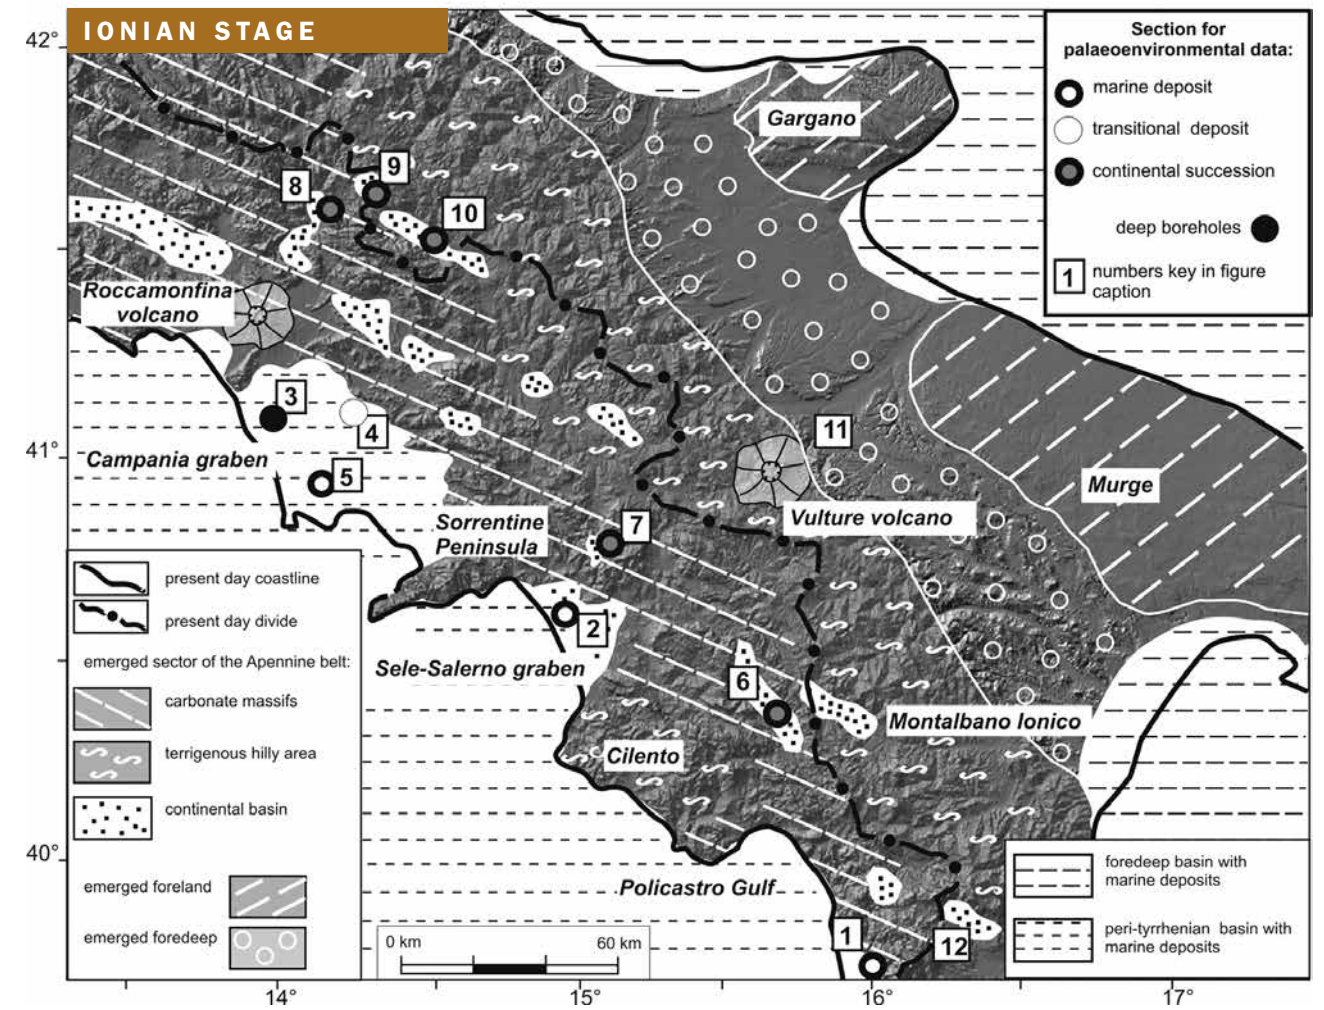 IONIAN STAGE
42°
41°
40°
14°
15°
16°
17°
Section for
palaeoenvironmental data:
marine deposit
transitional deposit
continental succession
deep boreholes
1
numbers key in figure
caption
Gargano
9
8
10
Roccamonfina
volcano
3
4
11
Campania graben
5
Murge
Vulture volcano
Sorrentine
Peninsula
7
2
Sele-Salerno graben
6
Montalbano Ionico
Cilento
Policastro Gulf
1
12
present day coastline
present day divide
emerged sector of the Apennine belt:
carbonate massifs
terrigenous hilly area
continental basin
emerged foreland
emerged foredeep
0 km
60 km
foredeep basin with
marine deposits
peri-tyrrhenian basin with
marine deposits